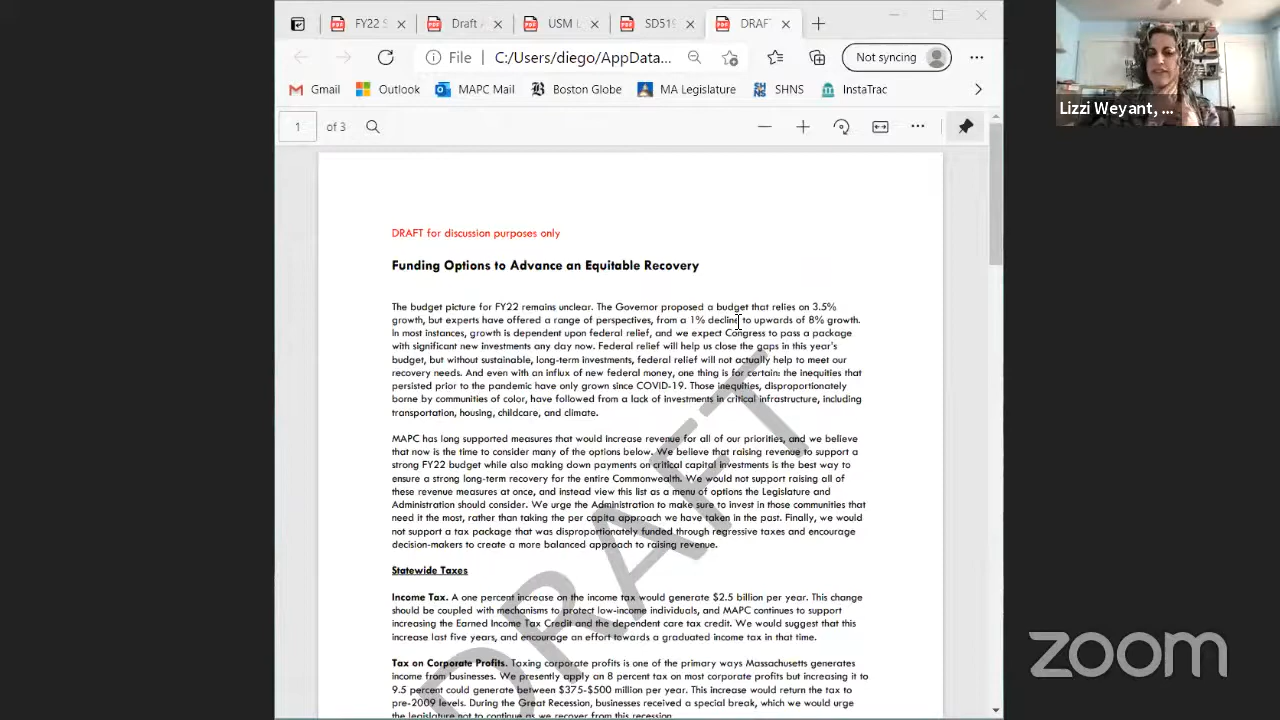 FY22 S
Draft
USM L
SD519
DRAFT
File
C:/Users/diego/AppData...
Not syncing
Gmail
Outlook
MAPC Mail
Boston Globe
MA Legislature
SHNS
InstaTrac
1
of 3
Lizzi Weyant, ...
DRAFT for discussion purposes only
Funding Options to Advance an Equitable Recovery
The budget picture for FY22 remains unclear. The Governor proposed a budget that relies on 3.5%
growth, but experts have offered a range of perspectives, from a 1% decline to upwards of 8% growth.
In most instances, growth is dependent upon federal relief, and we expect Congress to pass a package
with significant new investments any day now. Federal relief will help us close the gaps in this year's
budget, but without sustainable, long-term investments, federal relief will not actually help to meet our
recovery needs. And even with an influx of new federal money, one thing is for certain: the inequities that
persisted prior to the pandemic have only grown since COVID-19. Those inequities, disproportionately
borne by communities of color, have followed from a lack of investments in critical infrastructure, including
transportation, housing, childcare, and climate.
MAPC has long supported measures that would increase revenue for all of our priorities, and we believe
that now is the time to consider many of the options below. We believe that raising revenue to support a
strong FY22 budget while also making down payments on critical capital investments is the best way to
ensure a strong long-term recovery for the entire Commonwealth. We would not support raising all of
these revenue measures at once, and instead view this list as a menu of options the Legislature and
Administration should consider. We urge the Administration to make sure to invest in those communities that
need it the most, rather than taking the per capita approach we have taken in the past. Finally, we would
not support a tax package that was disproportionately funded through regressive taxes and encourage
decision-makers to create a more balanced approach to raising revenue.
Statewide Taxes
Income Tax. A one percent increase on the income tax would generate $2.5 billion per year. This change
should be coupled with mechanisms to protect low-income individuals, and MAPC continues to support
increasing the Earned Income Tax Credit and the dependent care tax credit. We would suggest that this
increase last five years, and encourage an effort towards a graduated income tax in that time.
Tax on Corporate Profits. Taxing corporate profits is one of the primary ways Massachusetts generates
income from businesses. We presently apply an 8 percent tax on most corporate profits but increasing it to
9.5 percent could generate between $375-$500 million per year. This increase would return the tax to
pre-2009 levels. During the Great Recession, businesses received a special break, which we would urge
the legislature not to continue as we recover from this recession.
DRAFT
zoom